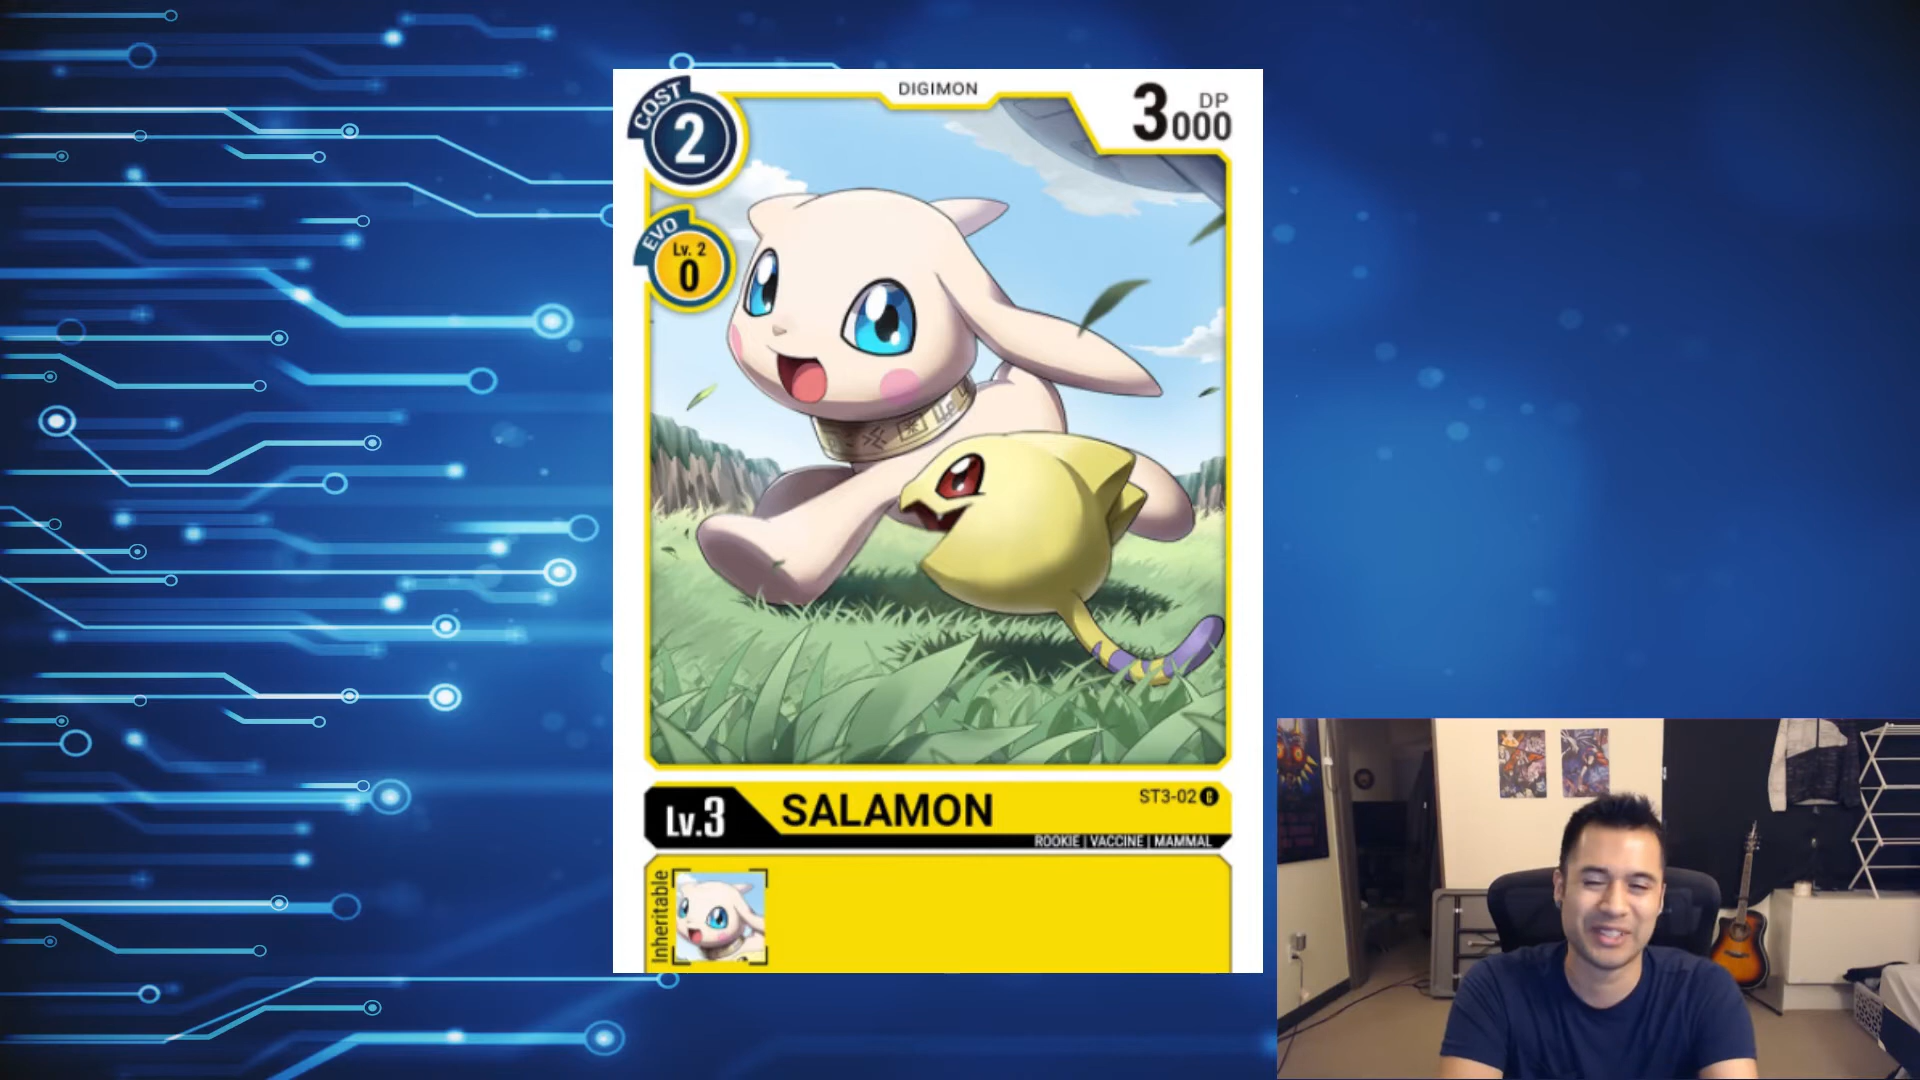 DIGIMON
COST
2
3000
DP
EVO
Lv. 2
0
Lv.3
SALAMON
ST3-02
ROOKIE | VACCINE | MAMMAL
Inheritable